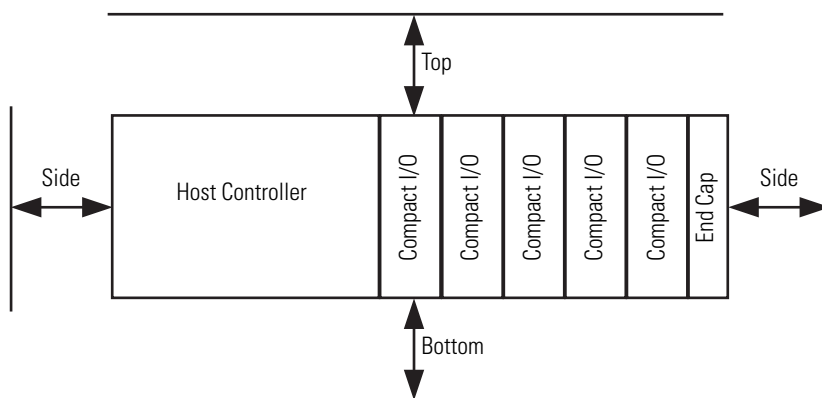 Top
Side
Host Controller
Compact I/O
Compact I/O
Compact I/O
Compact I/O
Compact I/O
End Cap
Side
Bottom